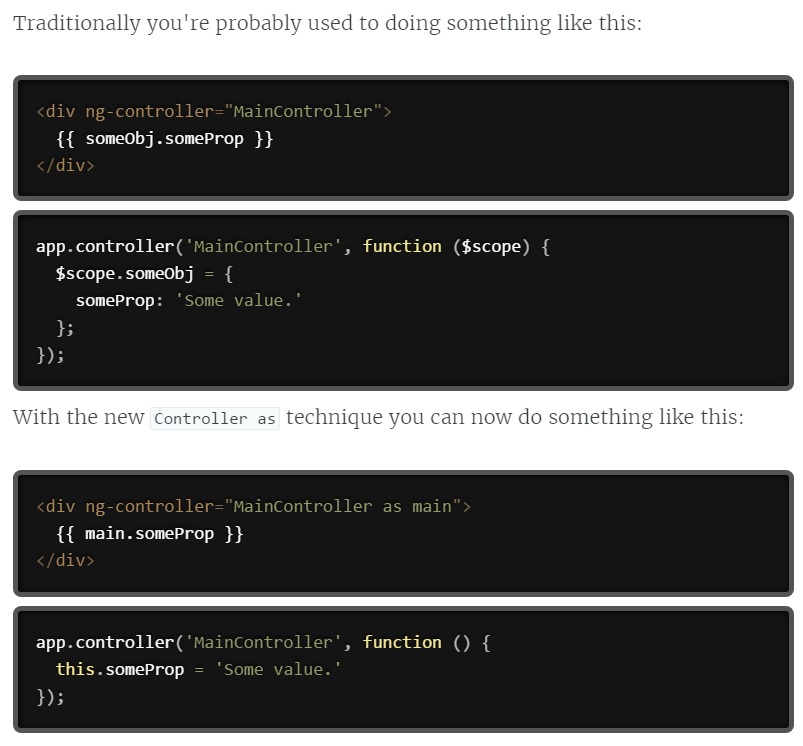 Traditionally you're probably used to doing something like this:
<div ng-controller="MainController">
  {{ someObj.someProp }}
</div>
app.controller('MainController', function ($scope) {
  $scope.someObj = {
    someProp: 'Some value.'
  };
});
With the new Controller as technique you can now do something like this:
<div ng-controller="MainController as main">
  {{ main.someProp }}
</div>
app.controller('MainController', function () {
  this.someProp = 'Some value.'
});